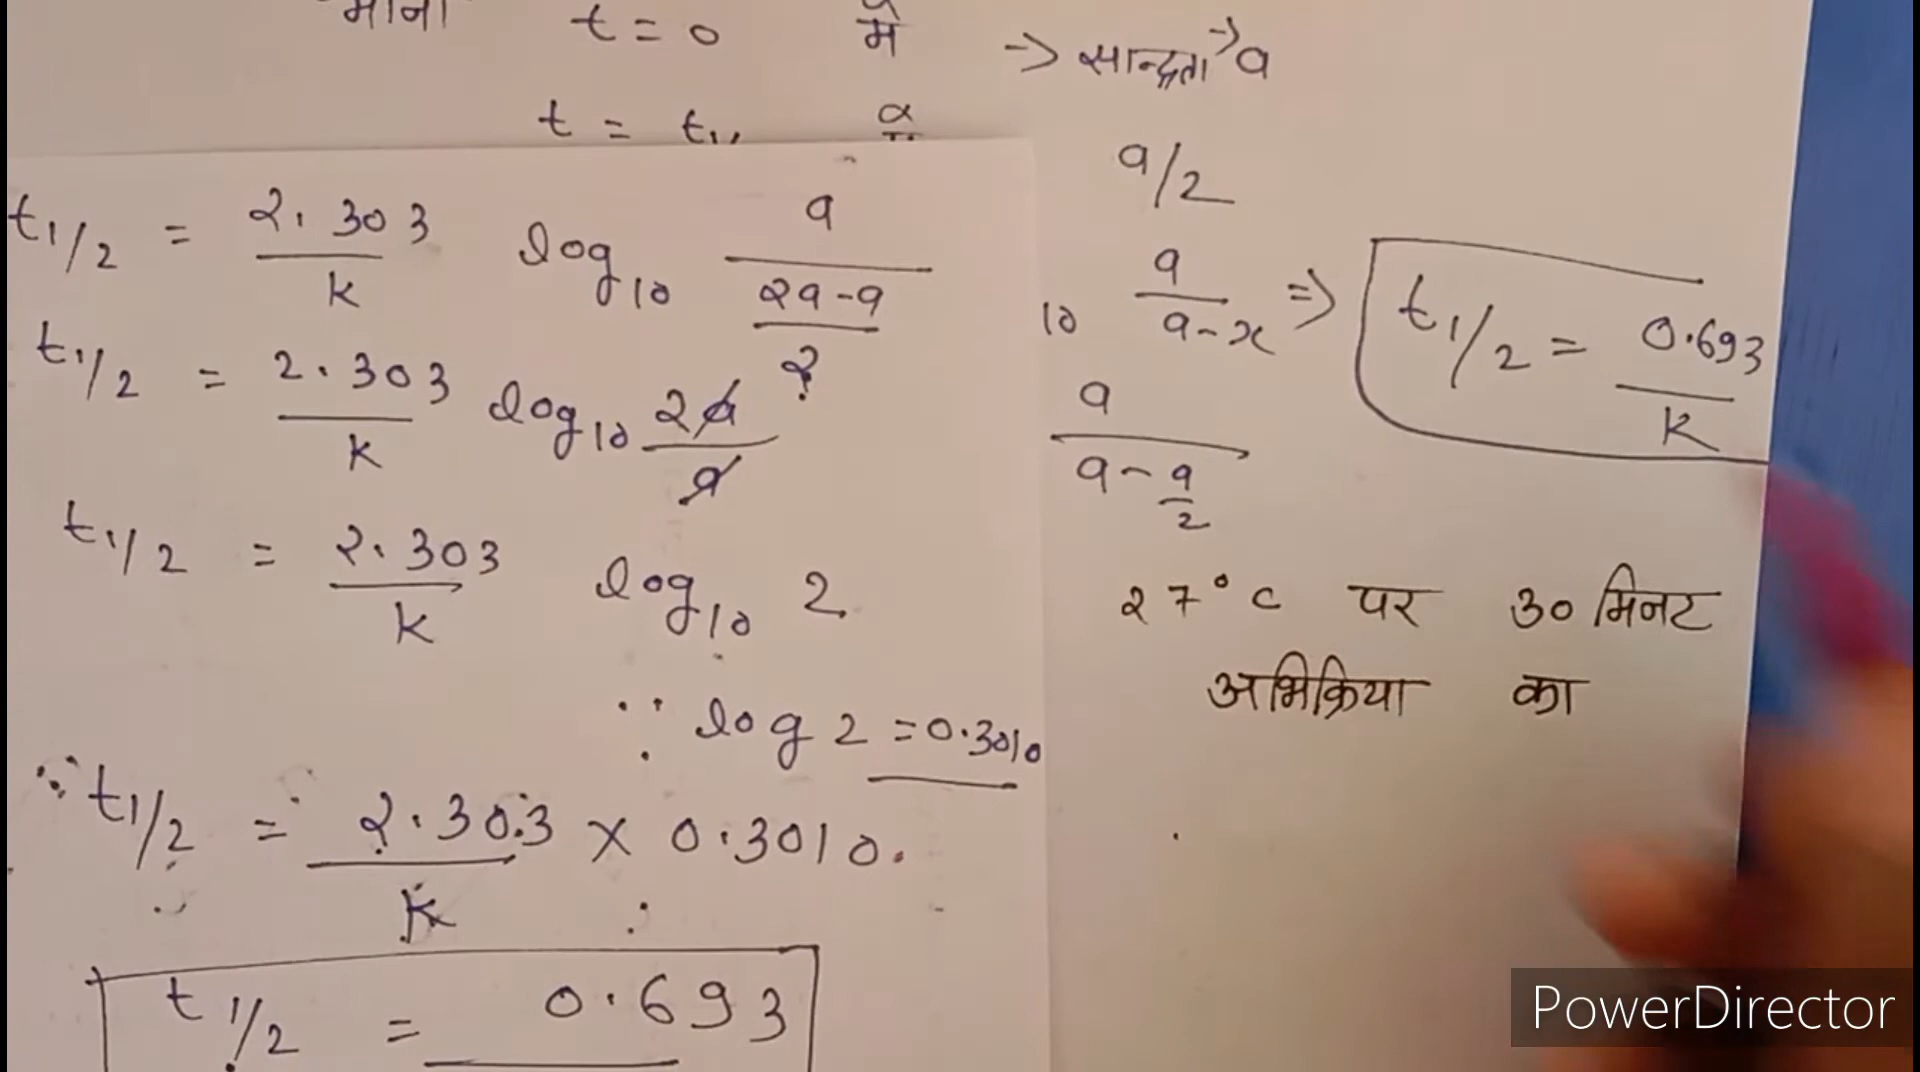 माना t = 0 में → सान्द्रता → a
t = t₁/
a/2
t1/2 = 2.303/k log10 a/(2a-a)/2
10 a/a-x ⇒ t1/2 = 0.693/K
t1/2 = 2.303/k log10 2a/a
a/a-a/2
t1/2 = 2.303/k log10 2
27°C पर 30 मिनट
अभिक्रिया का
∵ log 2 = 0.3010
∵ t1/2 = 2.303/k × 0.3010
t1/2 = 0.693
PowerDirector